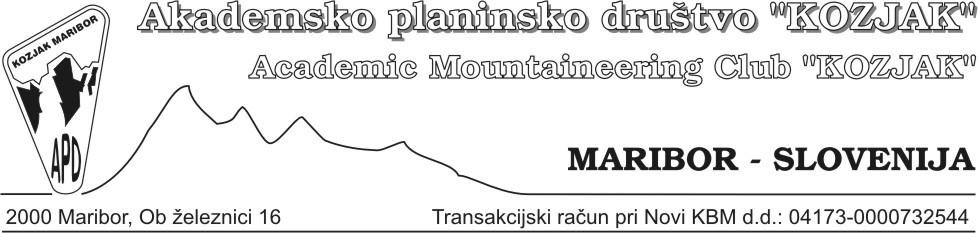 Akademsko planinsko društvo "KOZJAK"
Academic Mountaineering Club "KOZJAK"
KOZJAK MARIBOR
APD
MARIBOR - SLOVENIJA
2000 Maribor, Ob železnici 16
Transakcijski račun pri Novi KBM d.d.: 04173-0000732544